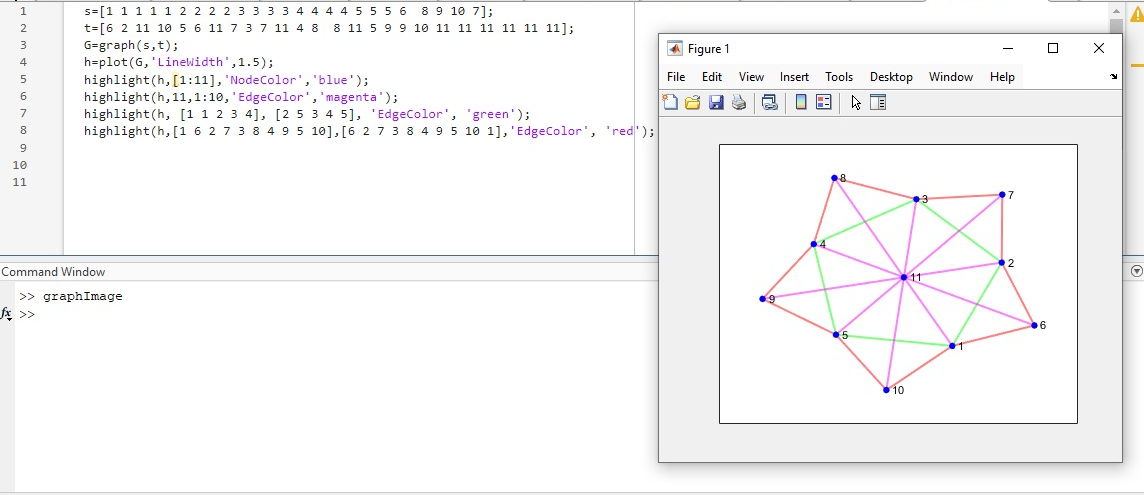 1 s=[1 1 1 1 1 2 2 2 2 3 3 3 3 4 4 4 4 5 5 5 6  8 9 10 7];
2 t=[6 2 11 10 5 6 11 7 3 7 11 4 8  8 11 5 9 9 10 11 11 11 11 11 11];
3 G=graph(s,t);
4 h=plot(G,'LineWidth',1.5);
5 highlight(h,[1:11],'NodeColor','blue');
6 highlight(h,11,1:10,'EdgeColor','magenta');
7 highlight(h, [1 1 2 3 4], [2 5 3 4 5], 'EdgeColor', 'green');
8 highlight(h,[1 6 2 7 3 8 4 9 5 10],[6 2 7 3 8 4 9 5 10 1],'EdgeColor', 'red');
9
10
11
Command Window
>> graphImage
fx >>
Figure 1
File Edit View Insert Tools Desktop Window Help
8
3
7
4
2
11
9
6
5
1
10